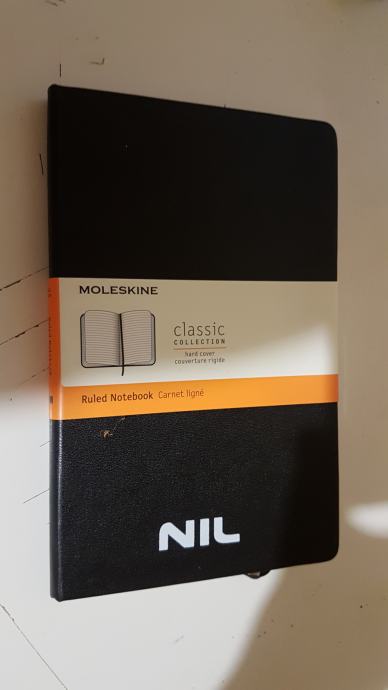 MOLESKINE
classic
COLLECTION
hard cover
couverture rigide
Ruled Notebook Carnet ligné
NIL